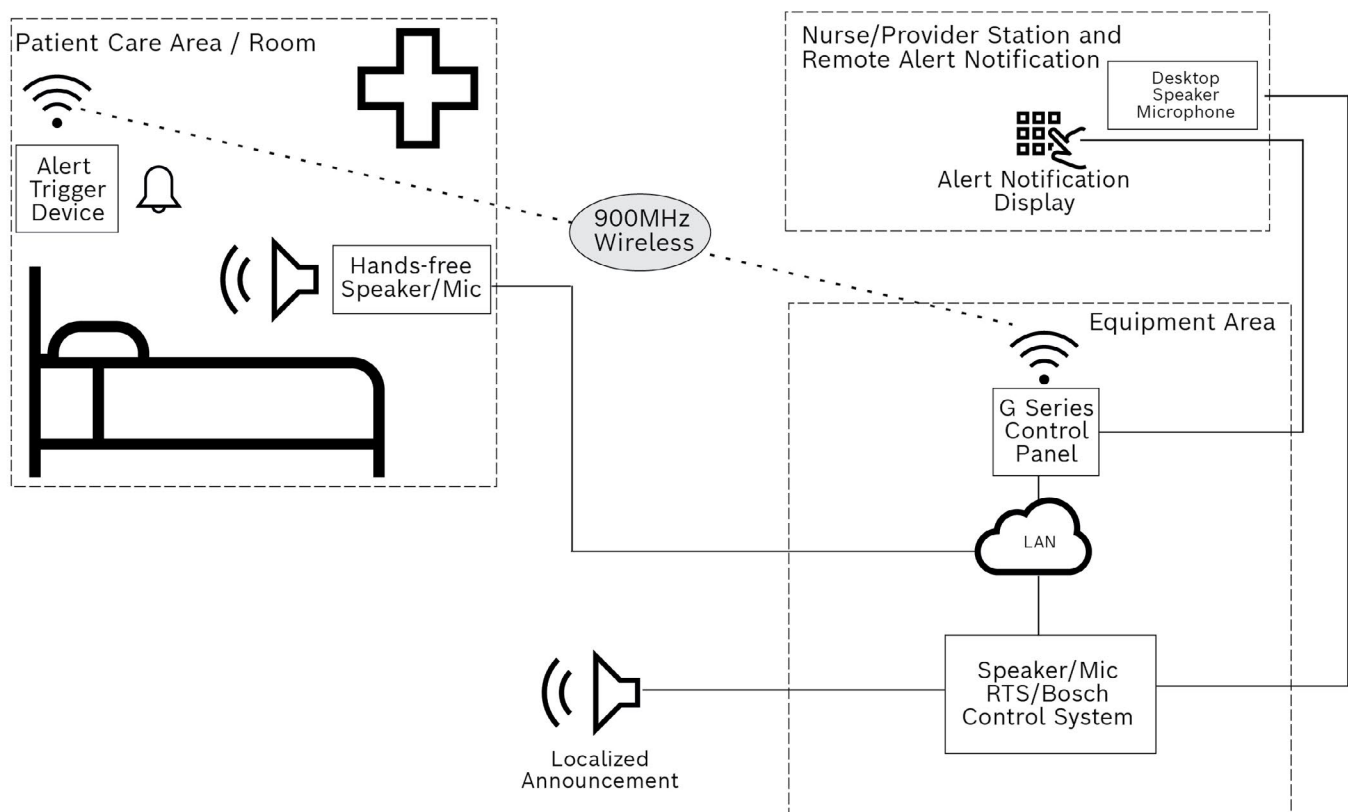 Patient Care Area / Room
Alert
Trigger
Device
Hands-free
Speaker/Mic
900MHz
Wireless
Nurse/Provider Station and
Remote Alert Notification
Desktop
Speaker
Microphone
Alert Notification
Display
Equipment Area
G Series
Control
Panel
LAN
Speaker/Mic
RTS/Bosch
Control System
Localized
Announcement